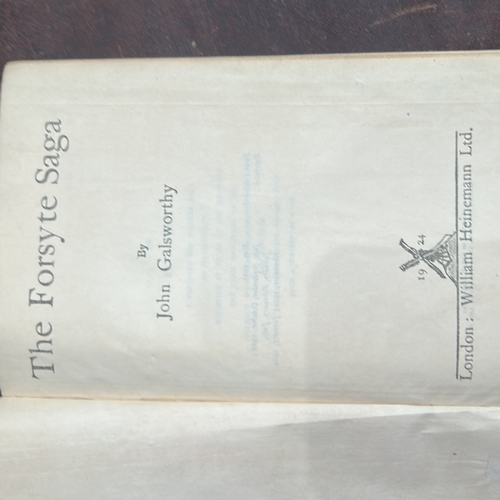 The Forsyte Saga
By
John Galsworthy
19 24
London : William Heinemann Ltd.